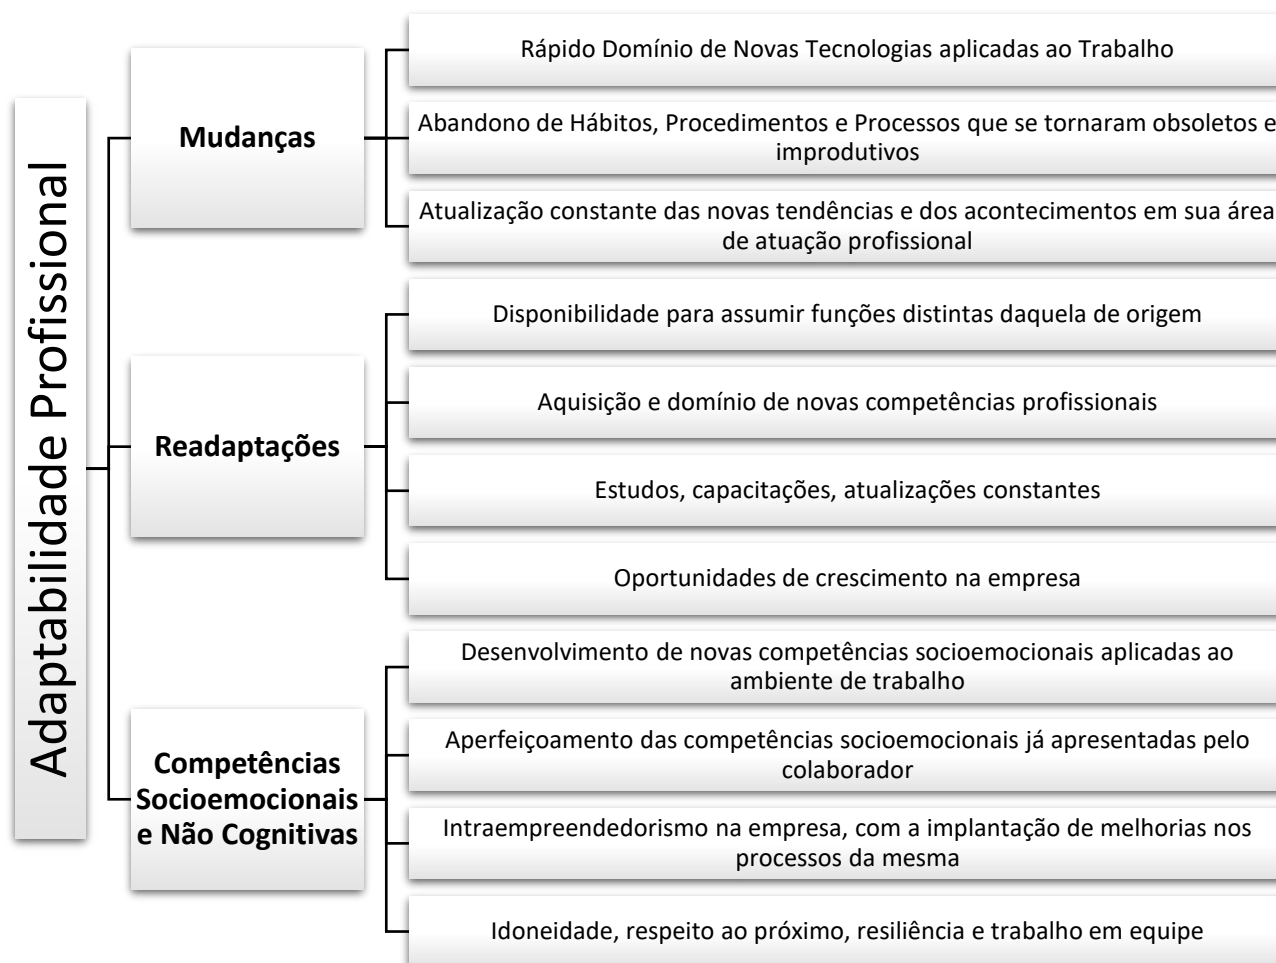 Adaptabilidade Profissional
Mudanças
Rápido Domínio de Novas Tecnologias aplicadas ao Trabalho
Abandono de Hábitos, Procedimentos e Processos que se tornaram obsoletos e
improdutivos
Atualização constante das novas tendências e dos acontecimentos em sua área
de atuação profissional
Readaptações
Disponibilidade para assumir funções distintas daquela de origem
Aquisição e domínio de novas competências profissionais
Estudos, capacitações, atualizações constantes
Oportunidades de crescimento na empresa
Competências
Socioemocionais
e Não Cognitivas
Desenvolvimento de novas competências socioemocionais aplicadas ao
ambiente de trabalho
Aperfeiçoamento das competências socioemocionais já apresentadas pelo
colaborador
Intraempreendedorismo na empresa, com a implantação de melhorias nos
processos da mesma
Idoneidade, respeito ao próximo, resiliência e trabalho em equipe